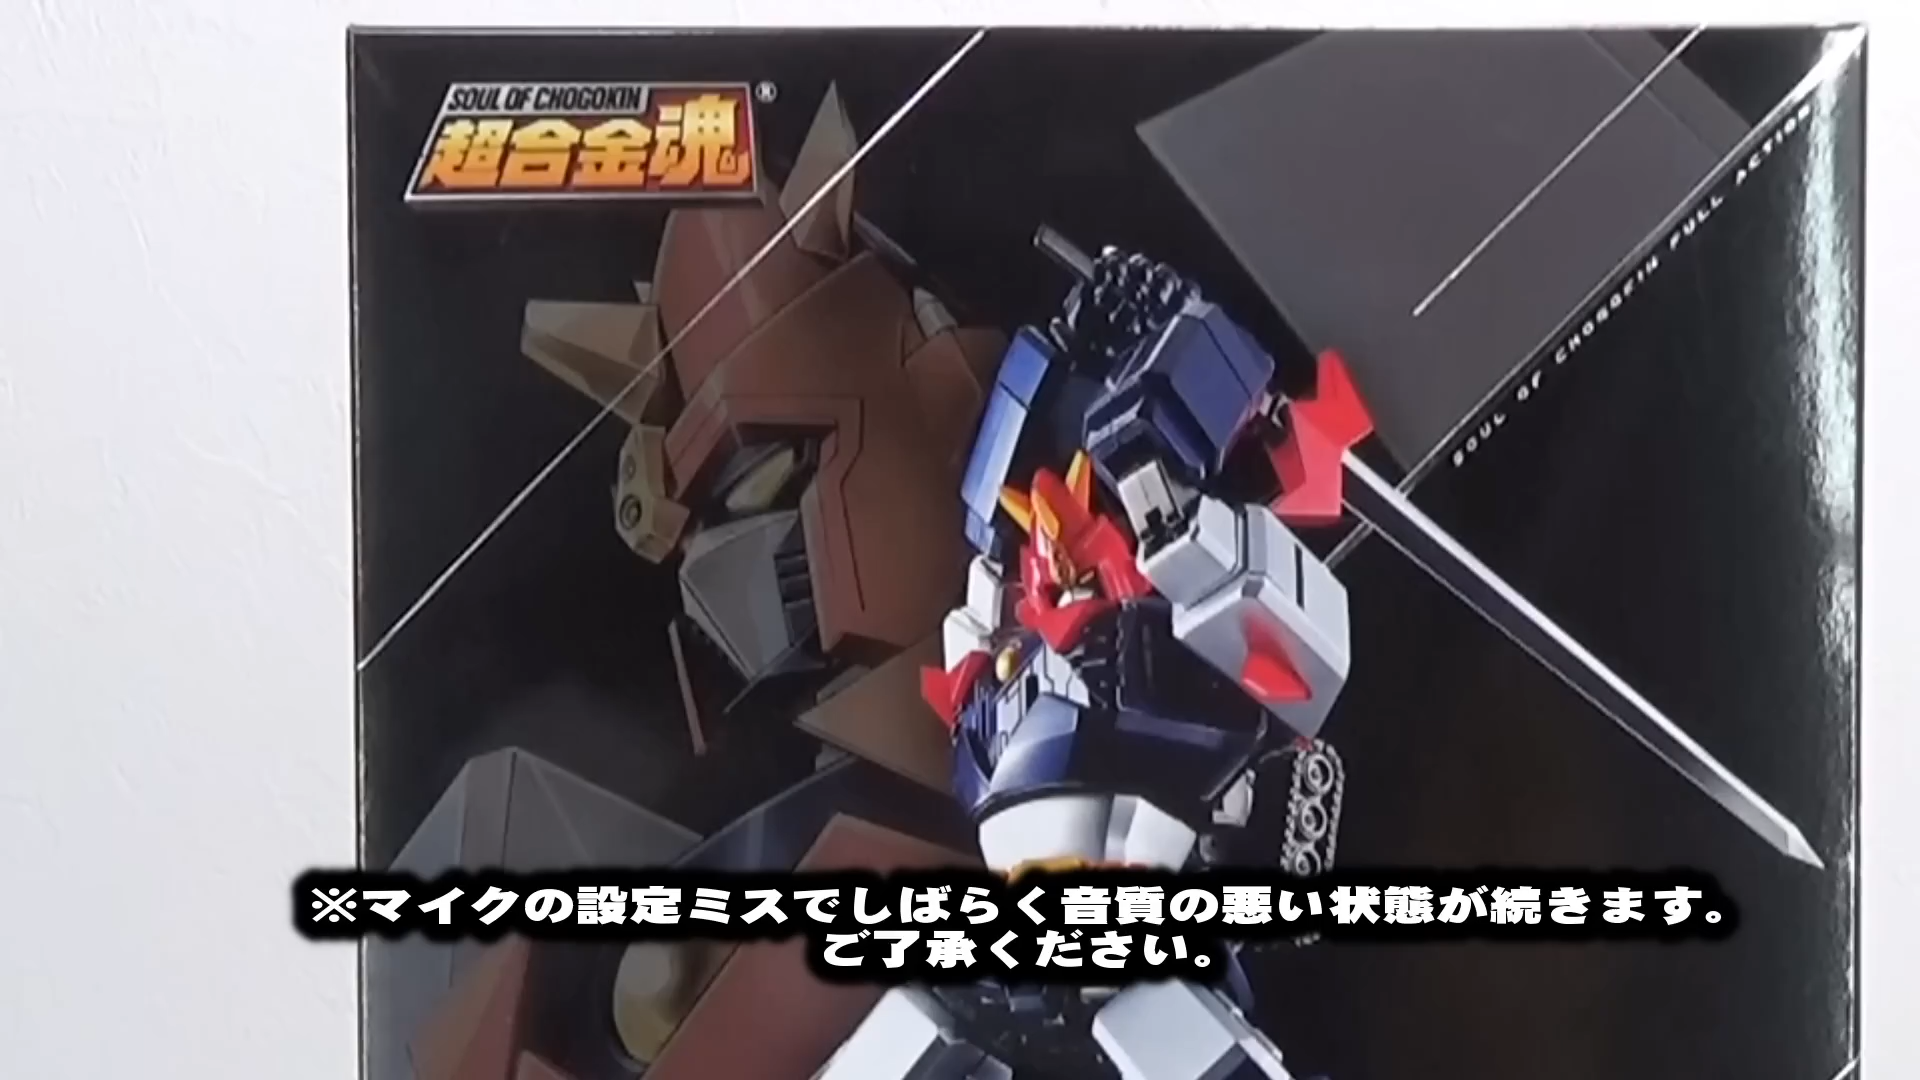 SOUL OF CHOGOKIN
超合金魂
®
SOUL OF CHOGOKIN FULL ACTION
※マイクの設定ミスでしばらく音質の悪い状態が続きます。
ご了承ください。